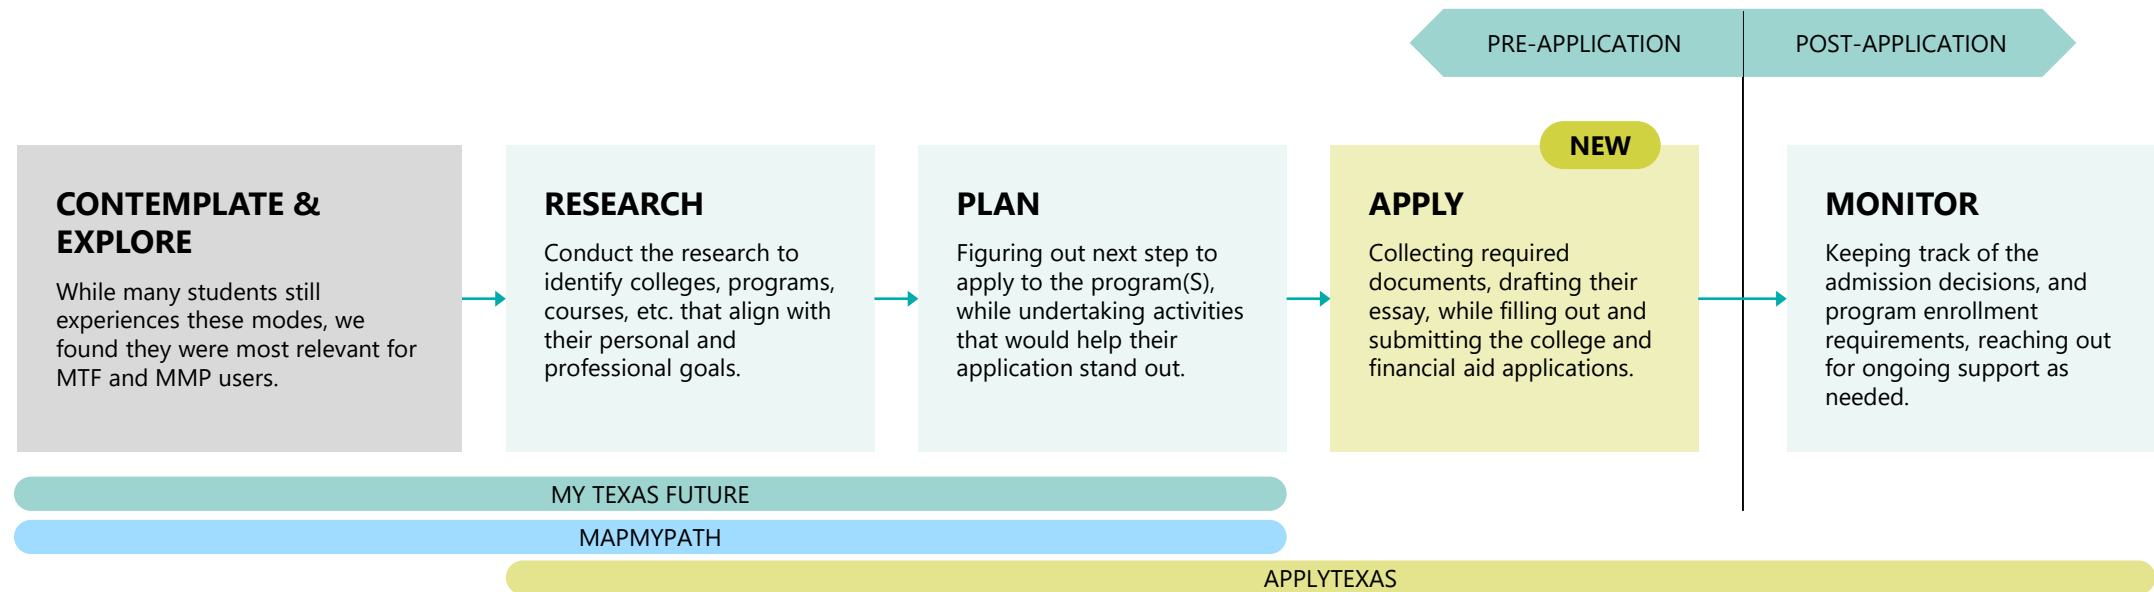 PRE-APPLICATION
POST-APPLICATION
NEW
CONTEMPLATE &
EXPLORE
While many students still
experiences these modes, we
found they were most relevant for
MTF and MMP users.
RESEARCH
Conduct the research to
identify colleges, programs,
courses, etc. that align with
their personal and
professional goals.
PLAN
Figuring out next step to
apply to the program(S),
while undertaking activities
that would help their
application stand out.
APPLY
Collecting required
documents, drafting their
essay, while filling out and
submitting the college and
financial aid applications.
MONITOR
Keeping track of the
admission decisions, and
program enrollment
requirements, reaching out
for ongoing support as
needed.
MY TEXAS FUTURE
MAPMYPATH
APPLYTEXAS